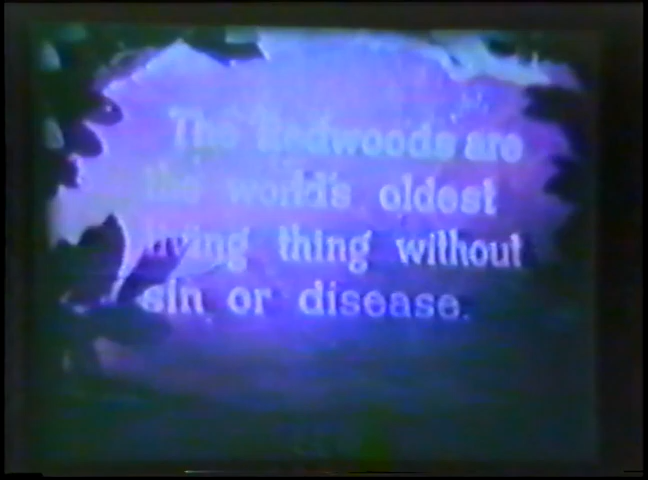 The Redwoods are
the world's oldest
living thing without
sin or disease.